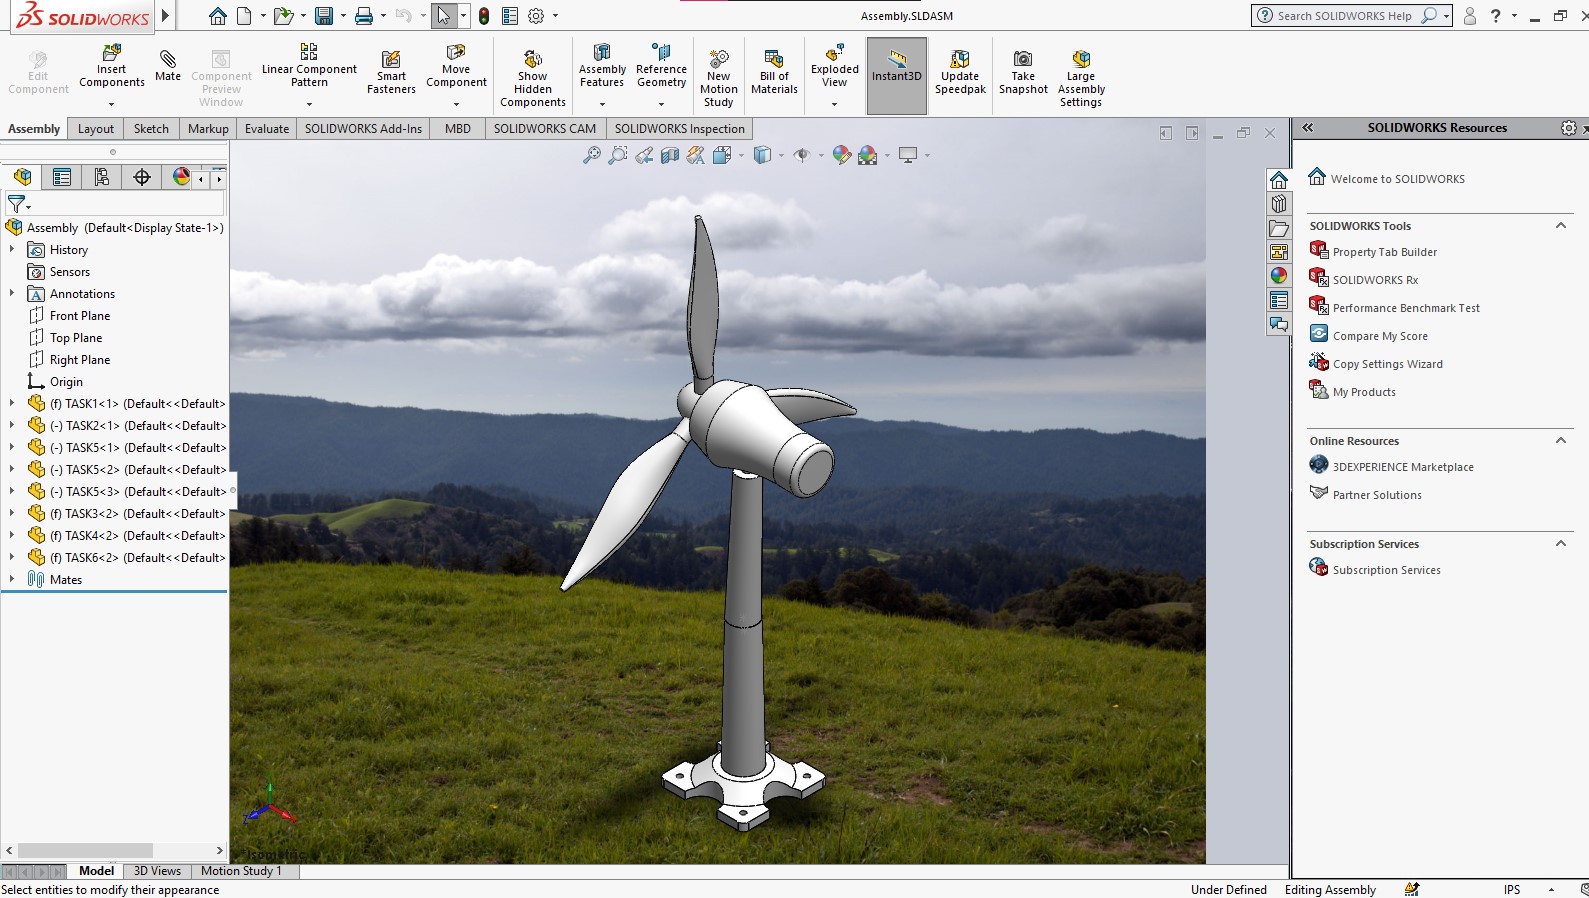 SOLIDWORKS
Assembly.SLDASM
Search SOLIDWORKS Help
?
Edit
Component
Insert
Components
Mate
Component
Preview
Window
Linear Component
Pattern
Smart
Fasteners
Move
Component
Show
Hidden
Components
Assembly
Features
Reference
Geometry
New
Motion
Study
Bill of
Materials
Exploded
View
Instant3D
Update
Speedpak
Take
Snapshot
Large
Assembly
Settings
Assembly
Layout
Sketch
Markup
Evaluate
SOLIDWORKS Add-Ins
MBD
SOLIDWORKS CAM
SOLIDWORKS Inspection
Assembly (Default<Display State-1>)
History
Sensors
Annotations
Front Plane
Top Plane
Right Plane
Origin
(f) TASK1<1> (Default<<Default>
(-) TASK2<1> (Default<<Default>
(-) TASK5<1> (Default<<Default>
(-) TASK5<2> (Default<<Default>
(-) TASK5<3> (Default<<Default>
(f) TASK3<2> (Default<<Default>
(f) TASK4<2> (Default<<Default>
(f) TASK6<2> (Default<<Default>
Mates
Z
SOLIDWORKS Resources
Welcome to SOLIDWORKS
SOLIDWORKS Tools
Property Tab Builder
SOLIDWORKS Rx
Performance Benchmark Test
Compare My Score
Copy Settings Wizard
My Products
Online Resources
3DEXPERIENCE Marketplace
Partner Solutions
Subscription Services
Subscription Services
Model
3D Views
Motion Study 1
Select entities to modify their appearance
Under Defined
Editing Assembly
IPS